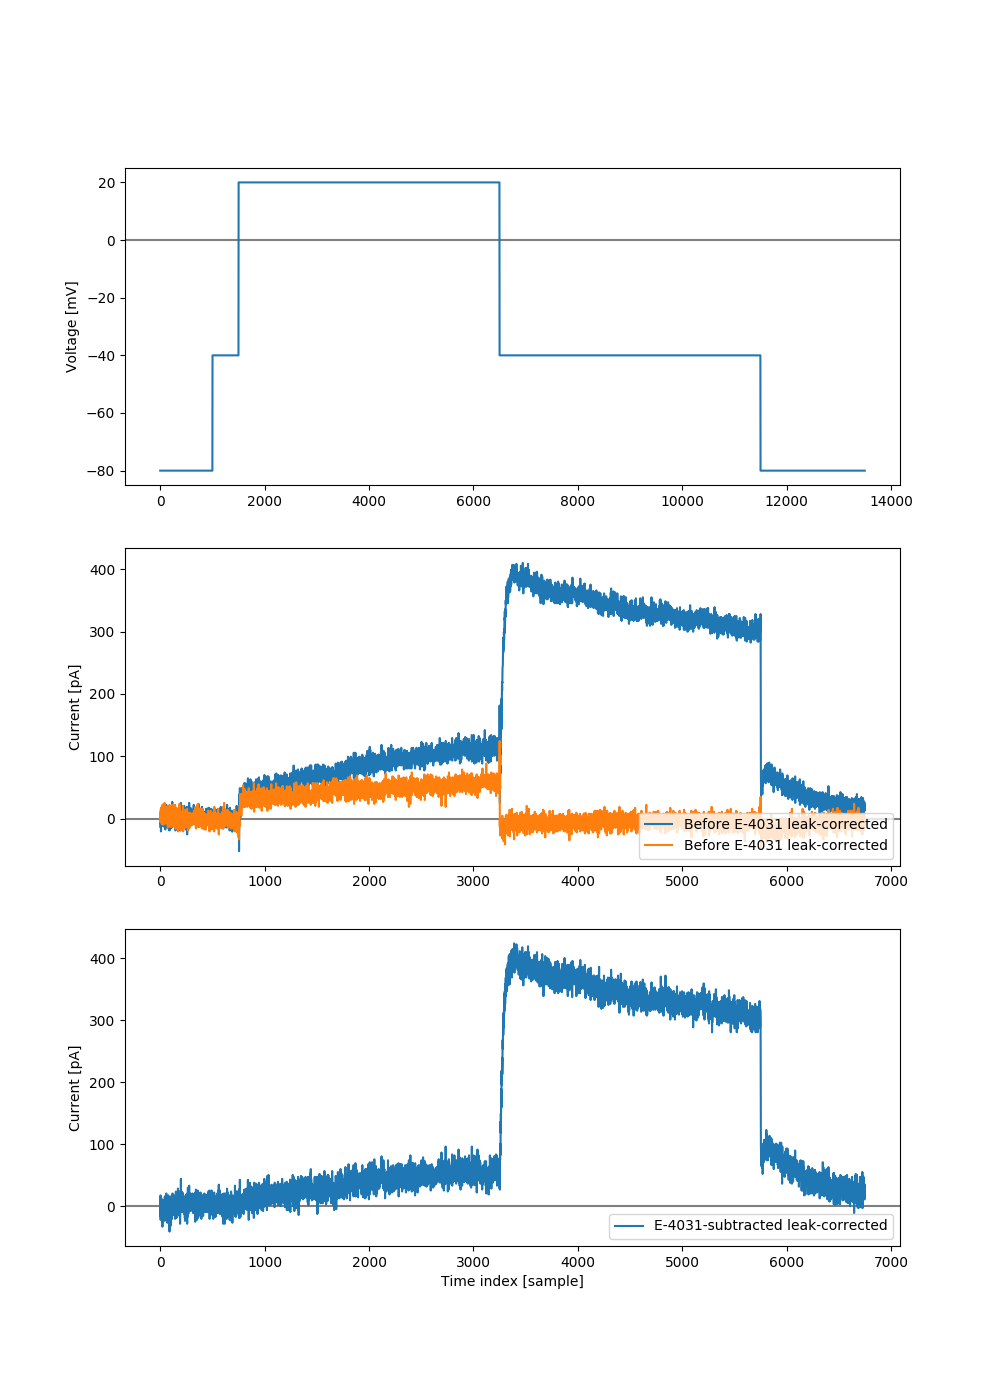 20
0
−20
−40
−60
−80
Voltage [mV]
0 2000 4000 6000 8000 10000 12000 14000
400
300
200
100
0
Current [pA]
Before E-4031 leak-corrected
Before E-4031 leak-corrected
0 1000 2000 3000 4000 5000 6000 7000
400
300
200
100
0
Current [pA]
E-4031-subtracted leak-corrected
0 1000 2000 3000 4000 5000 6000 7000
Time index [sample]